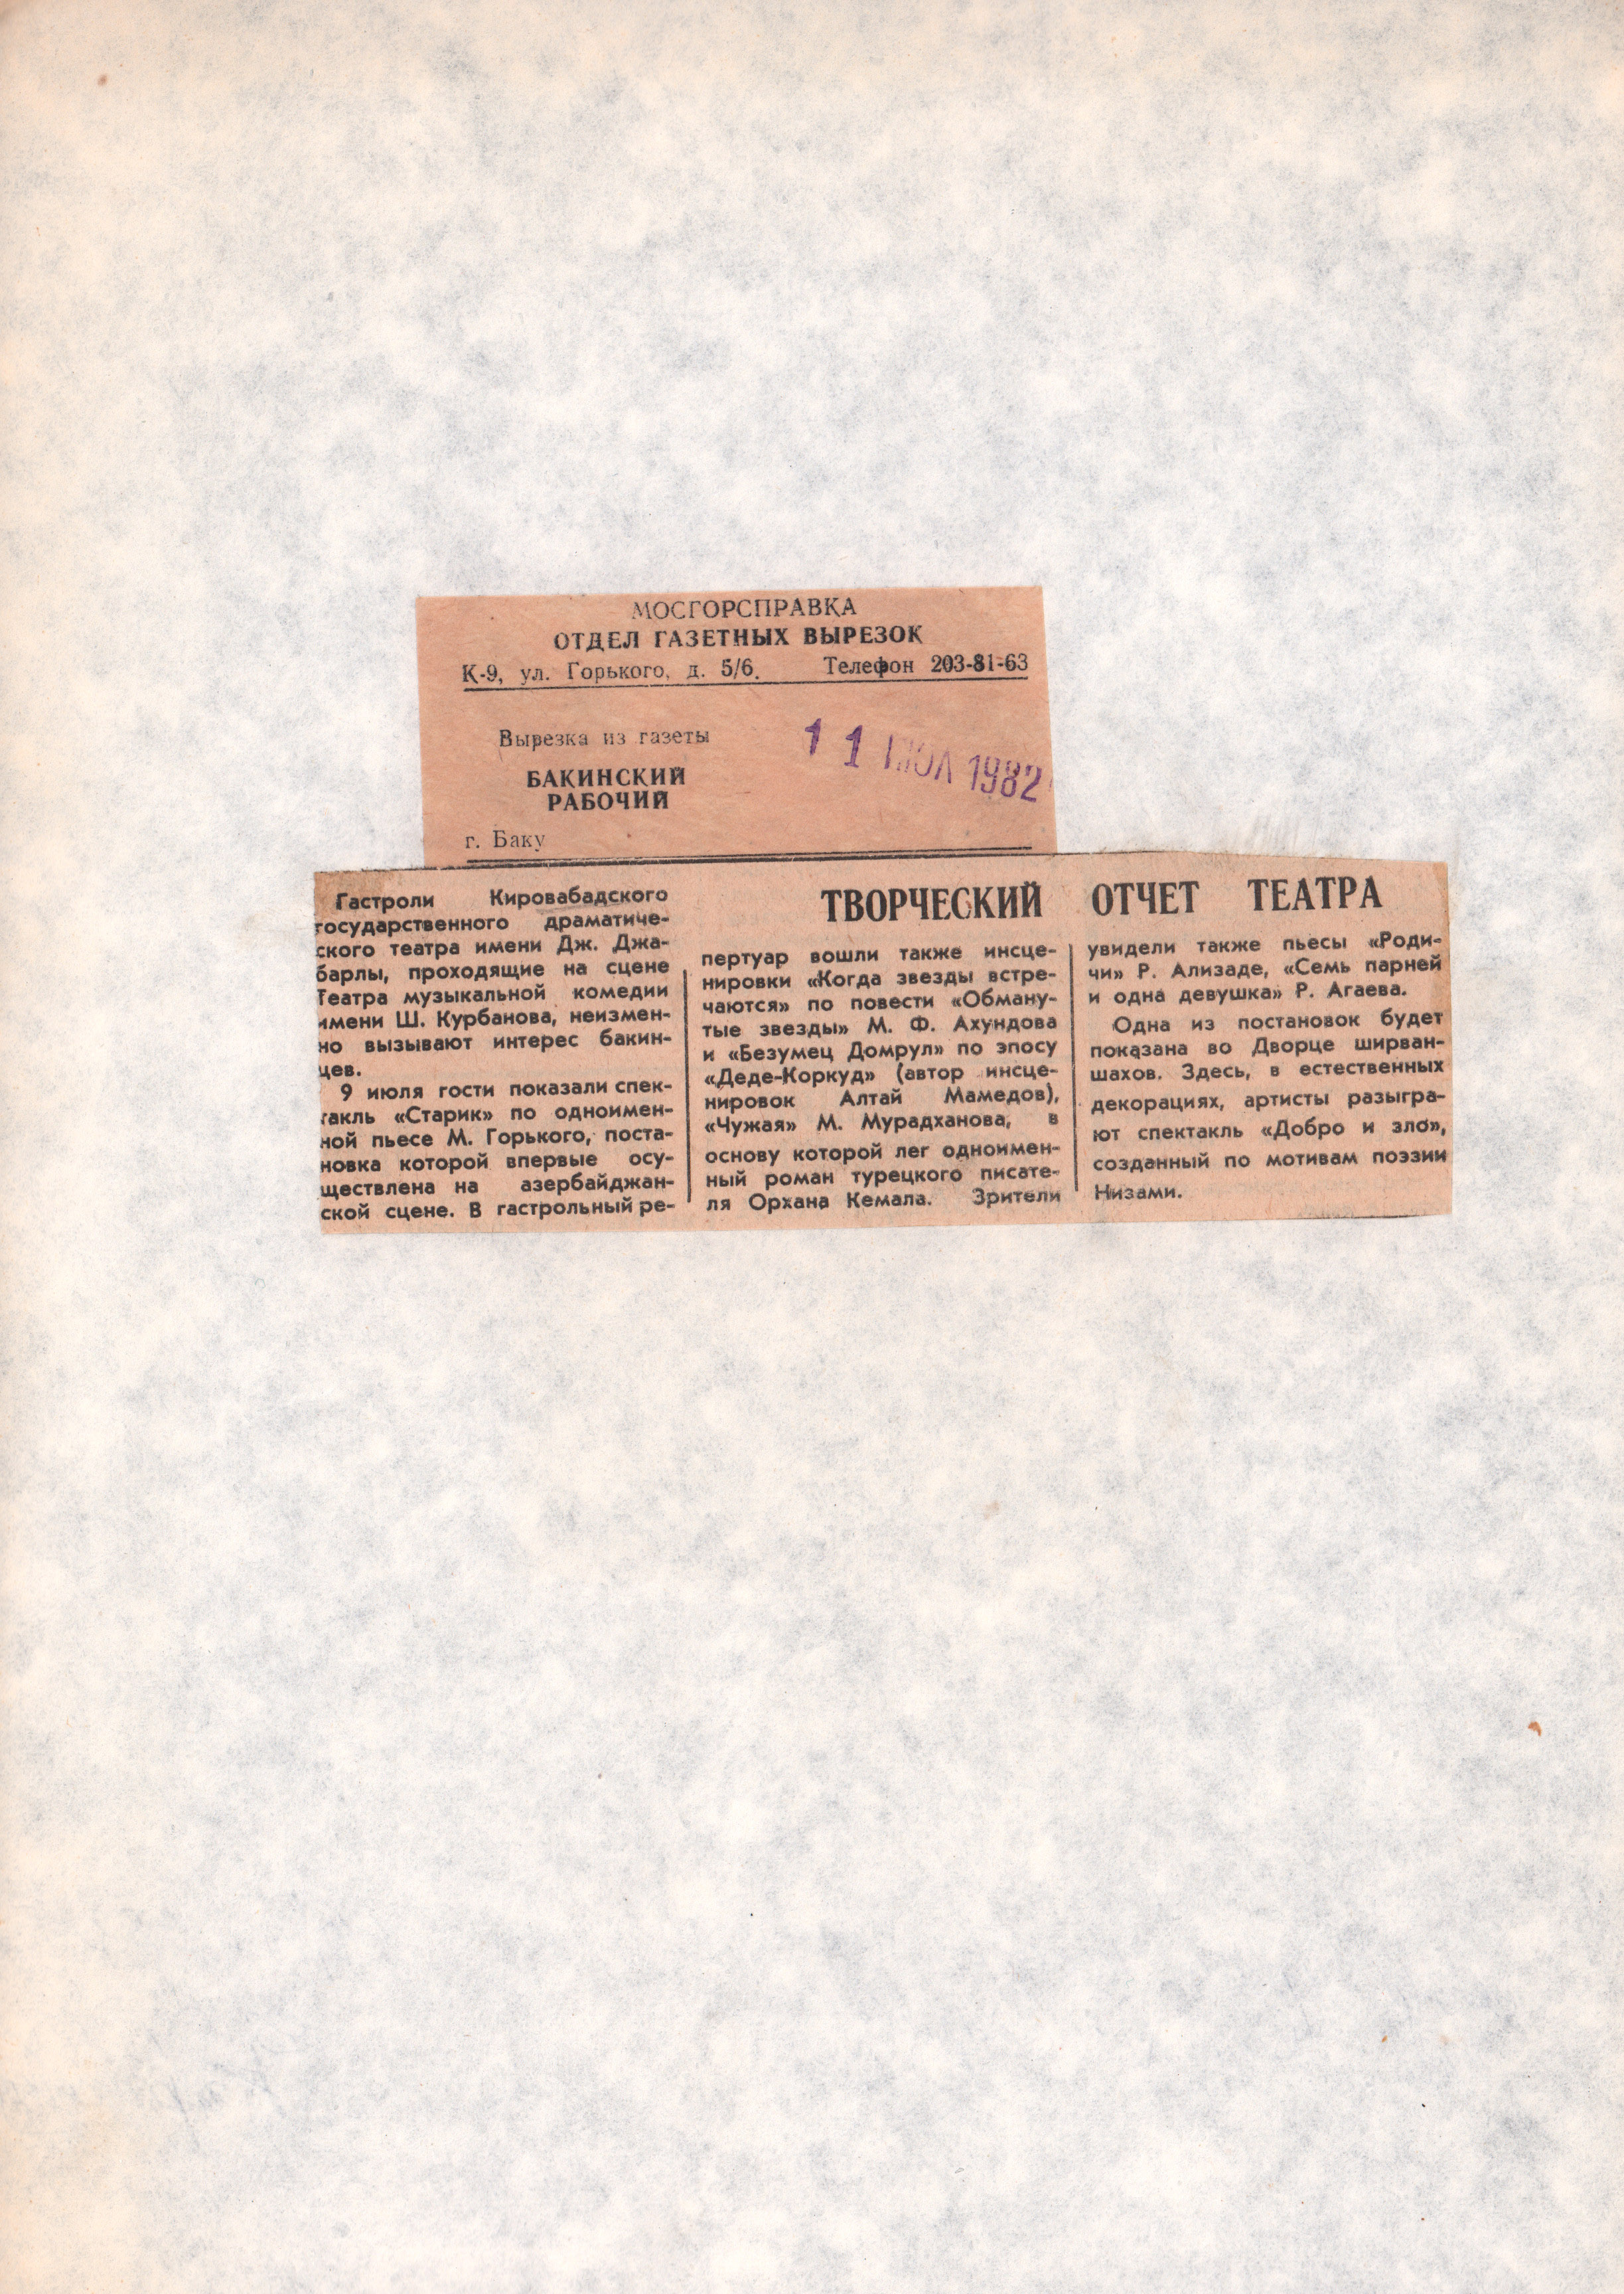 МОСГОРСПРАВКА
ОТДЕЛ ГАЗЕТНЫХ ВЫРЕЗОК
К-9, ул. Горького, д. 5/6. Телефон 203-81-63
Вырезка из газеты
БАКИНСКИЙ
РАБОЧИЙ
11 ИЮЛ 1982
г. Баку
ТВОРЧЕСКИЙ ОТЧЕТ ТЕАТРА
Гастроли Кировабадского
государственного драматиче-
ского театра имени Дж. Джа-
барлы, проходящие на сцене
Театра музыкальной комедии
имени Ш. Курбанова, неизмен-
но вызывают интерес бакин-
цев.
9 июля гости показали спек-
такль «Старик» по одноимен-
ной пьесе М. Горького, поста-
новка которой впервые осу-
ществлена на азербайджан-
ской сцене. В гастрольный ре-
пертуар вошли также инсце-
нировки «Когда звезды встре-
чаются» по повести «Обману-
тые звезды» М. Ф. Ахундова
и «Безумец Домрул» по эпосу
«Деде-Коркуд» (автор инсце-
нировок Алтай Мамедов),
«Чужая» М. Мурадханова, в
основу которой лег одноимен-
ный роман турецкого писате-
ля Орхана Кемала. Зрители
увидели также пьесы «Роди-
чи» Р. Ализаде, «Семь парней
и одна девушка» Р. Агаева.
Одна из постановок будет
показана во Дворце ширван-
шахов. Здесь, в естественных
декорациях, артисты разыгра-
ют спектакль «Добро и зло»,
созданный по мотивам поэзии
Низами.